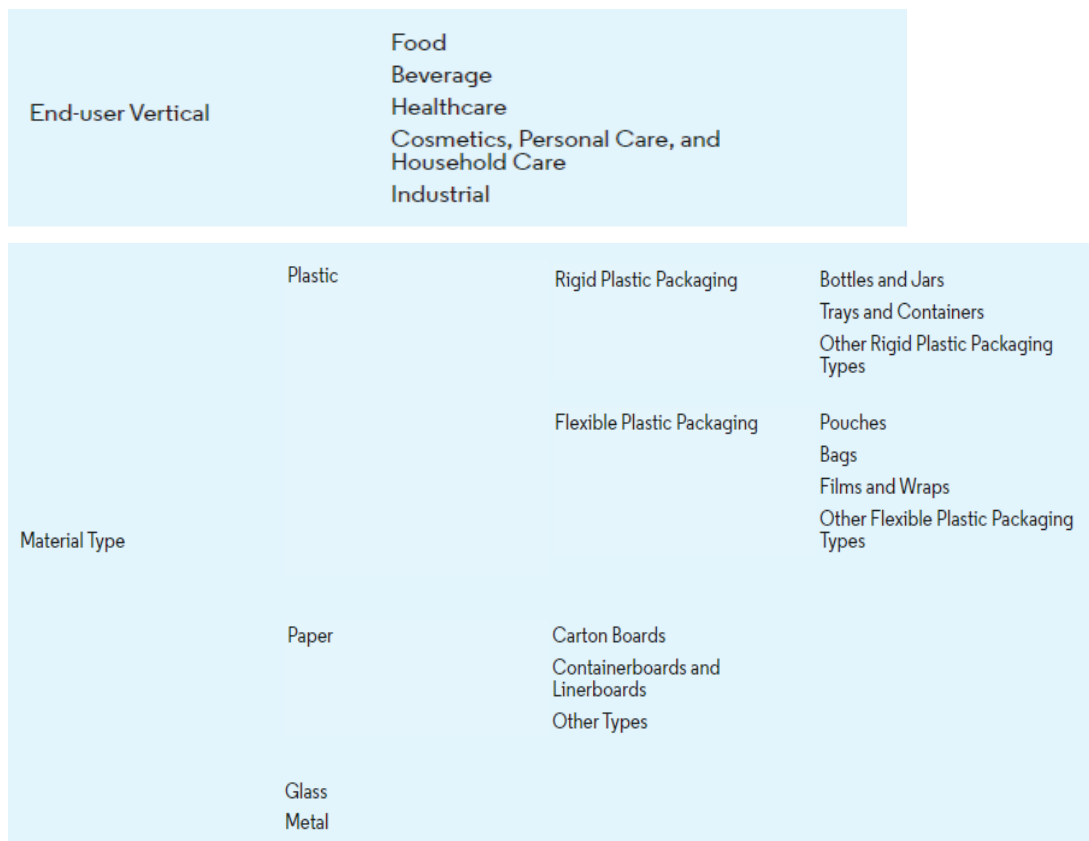 Food
Beverage
End-user Vertical
Healthcare
Cosmetics, Personal Care, and
Household Care
Industrial
Plastic
Rigid Plastic Packaging
Bottles and Jars
Trays and Containers
Other Rigid Plastic Packaging
Types
Flexible Plastic Packaging
Pouches
Bags
Films and Wraps
Other Flexible Plastic Packaging
Types
Material Type
Paper
Carton Boards
Containerboards and
Linerboards
Other Types
Glass
Metal